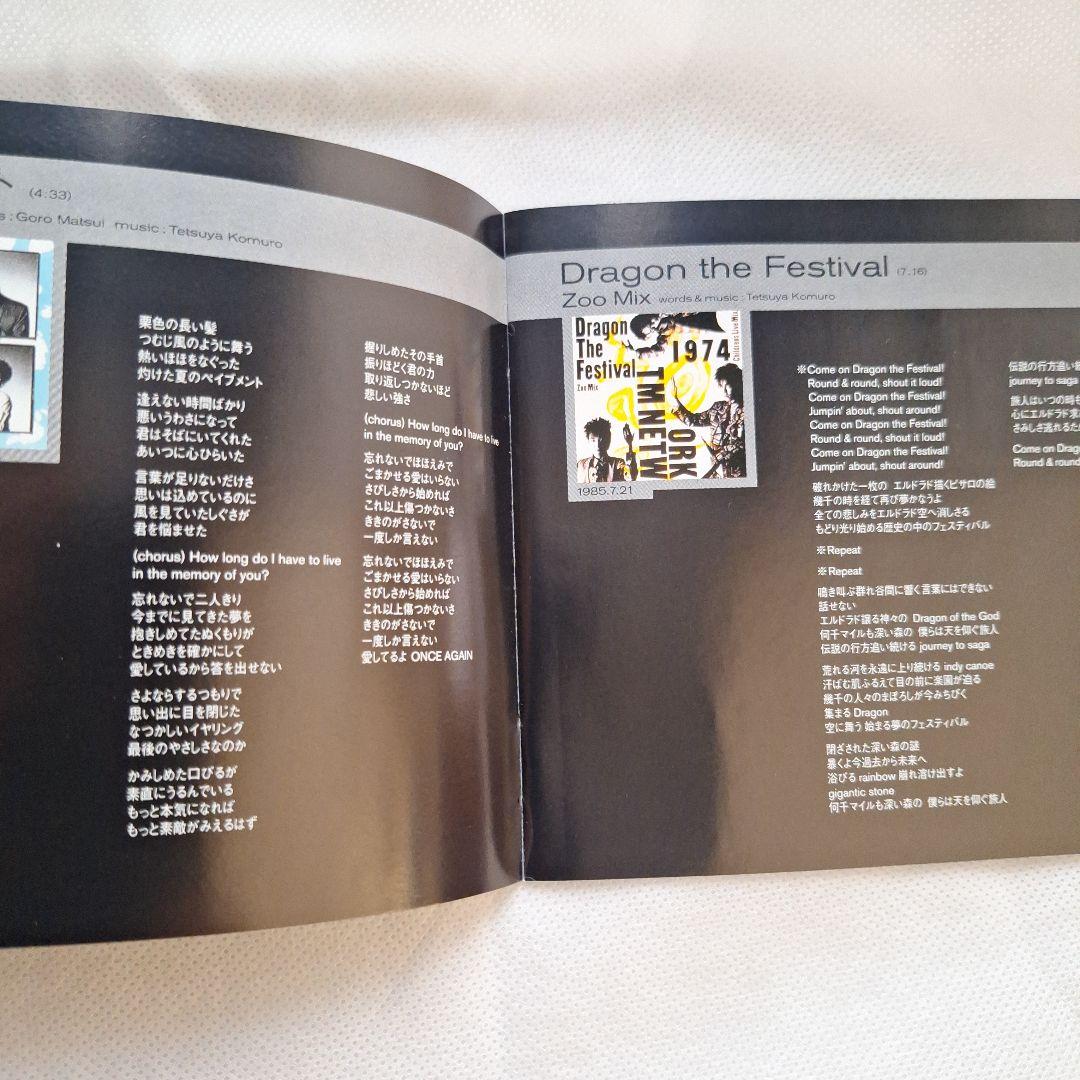 (4:33)
s : Goro Matsui music : Tetsuya Komuro
栗色の長い髪
つむじ風のように舞う
熱いほほをなぐった
灼けた夏のペイブメント
逢えない時間ばかり
悪いうわさになって
君はそばにいてくれた
あいつに心ひらいた
言葉が足りないだけさ
思いは込めているのに
風を見ていたしぐさが
君を悩ませた
(chorus) How long do I have to live
in the memory of you?
忘れないで二人きり
今までに見てきた夢を
抱きしめてたぬくもりが
ときめきを確かにして
愛しているから答を出せない
さよならするつもりで
思い出に目を閉じた
なつかしいイヤリング
最後のやさしさなのか
かみしめた口びるが
素直にうるんでいる
もっと本気になれば
もっと素敵がみえるはず
握りしめたその手首
振りほどく君の力
取り返しつかないほど
悲しい強さ
(chorus) How long do I have to live
in the memory of you?
忘れないでほほえみで
ごまかせる愛はいらない
さびしさから始めれば
これ以上傷つかないさ
ききのがさないで
一度しか言えない
忘れないでほほえみで
ごまかせる愛はいらない
さびしさから始めれば
これ以上傷つかないさ
ききのがさないで
一度しか言えない
愛してるよ ONCE AGAIN
Dragon the Festival (7.16)
Zoo Mix words & music : Tetsuya Komuro
Dragon
The
Festival
Zoo Mix
1974
Childrens Live Mix
TM NETW
ORK
1985.7.21
※Come on Dragon the Festival!
Round & round, shout it loud!
Come on Dragon the Festival!
Jumpin' about, shout around!
Come on Dragon the Festival!
Round & round, shout it loud!
Come on Dragon the Festival!
Jumpin' about, shout around!
破れかけた一枚の エルドラド描くピサロの絵
幾千の時を経て再び夢かなうよ
全ての悲しみをエルドラド空へ消しさる
もどり光り始める歴史の中のフェスティバル
※Repeat
※Repeat
鳴き叫ぶ群れ谷間に響く言葉にはできない
話せない
エルドラド譲る神々の Dragon of the God
何千マイルも深い森の 僕らは天を仰ぐ旅人
伝説の行方追い続ける journey to saga
荒れる河を永遠に上り続ける indy canoe
汗ばむ肌ふるえて目の前に楽園が迫る
幾千の人々のまぼろしが今みちびく
集まる Dragon
空に舞う 始まる夢のフェスティバル
閉ざされた深い森の謎
暴くよ今過去から未来へ
浴びる rainbow 崩れ溶け出すよ
gigantic stone
何千マイルも深い森の 僕らは天を仰ぐ旅人
伝説の行方追い続
journey to saga
旅人はいつの時も
心にエルドラド求
さみしさ逃れるため
Come on Drag
Round & round